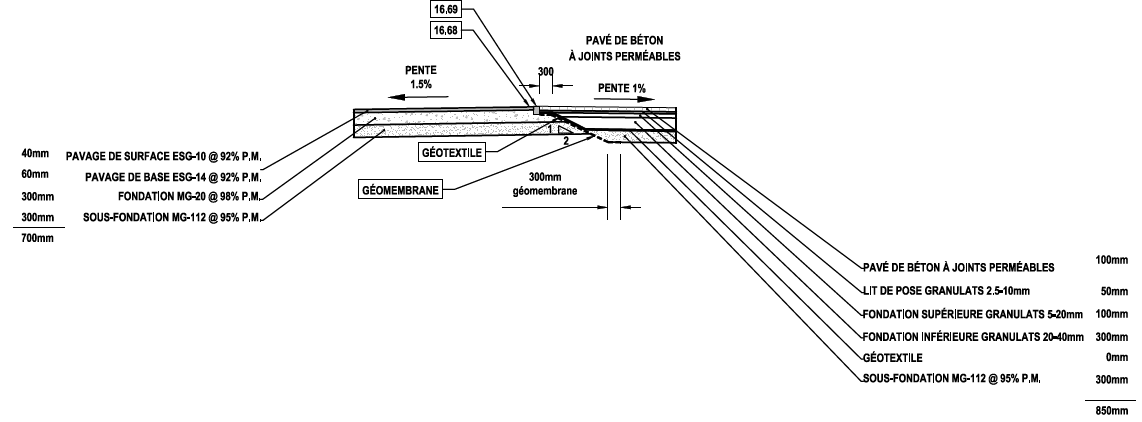 16,69
16,68
PAVÉ DE BÉTON
À JOINTS PERMÉABLES
PENTE
1.5%
300
PENTE 1%
1
2
GÉOTEXTILE
GÉOMEMBRANE
300mm
géomembrane
40mm PAVAGE DE SURFACE ESG-10 @ 92% P.M.
60mm PAVAGE DE BASE ESG-14 @ 92% P.M.
300mm FONDATION MG-20 @ 98% P.M.
300mm SOUS-FONDATION MG-112 @ 95% P.M.
700mm
PAVÉ DE BÉTON À JOINTS PERMÉABLES 100mm
LIT DE POSE GRANULATS 2.5-10mm 50mm
FONDATION SUPÉRIEURE GRANULATS 5-20mm 100mm
FONDATION INFÉRIEURE GRANULATS 20-40mm 300mm
GÉOTEXTILE 0mm
SOUS-FONDATION MG-112 @ 95% P.M. 300mm
850mm